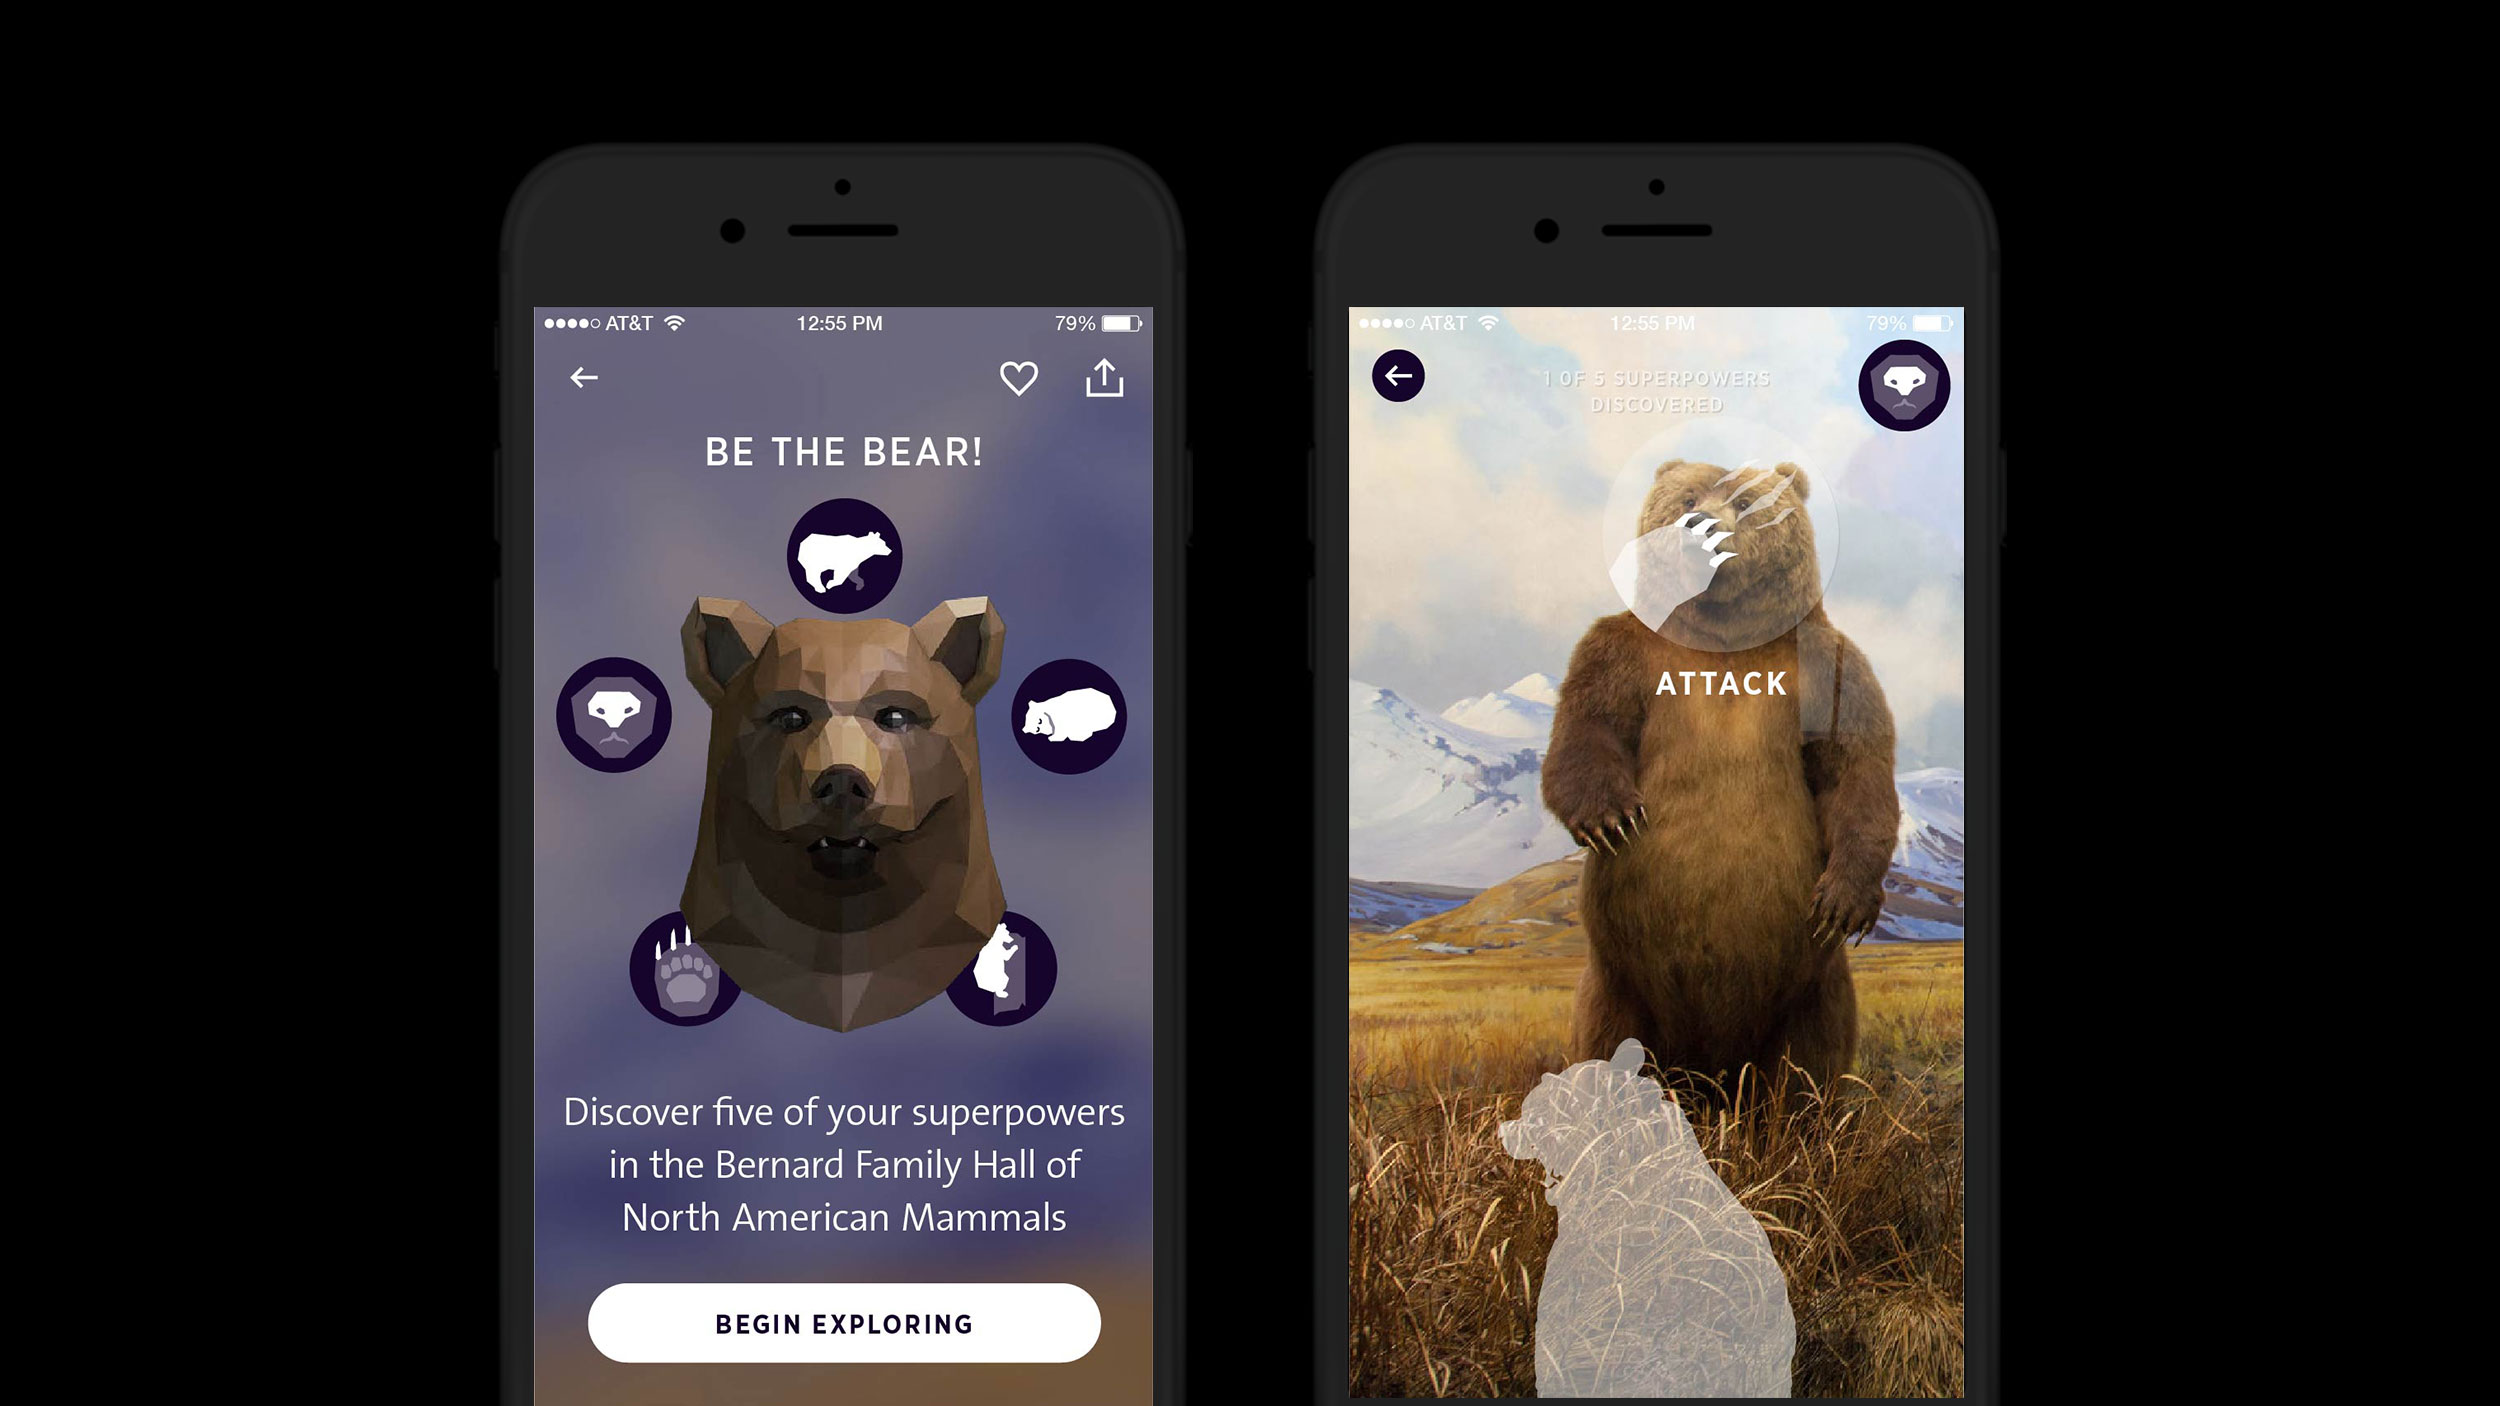 AT&T 12:55 PM 79%
BE THE BEAR!
Discover five of your superpowers
in the Bernard Family Hall of
North American Mammals
BEGIN EXPLORING
AT&T 12:55 PM 79%
1 OF 5 SUPERPOWERS
DISCOVERED
ATTACK